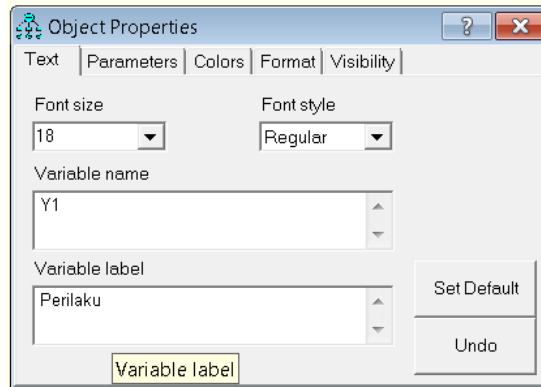 Object Properties
Text Parameters Colors Format Visibility
Font size Font style
18 Regular
Variable name
Y1
Variable label
Perilaku
Set Default
Undo
Variable label